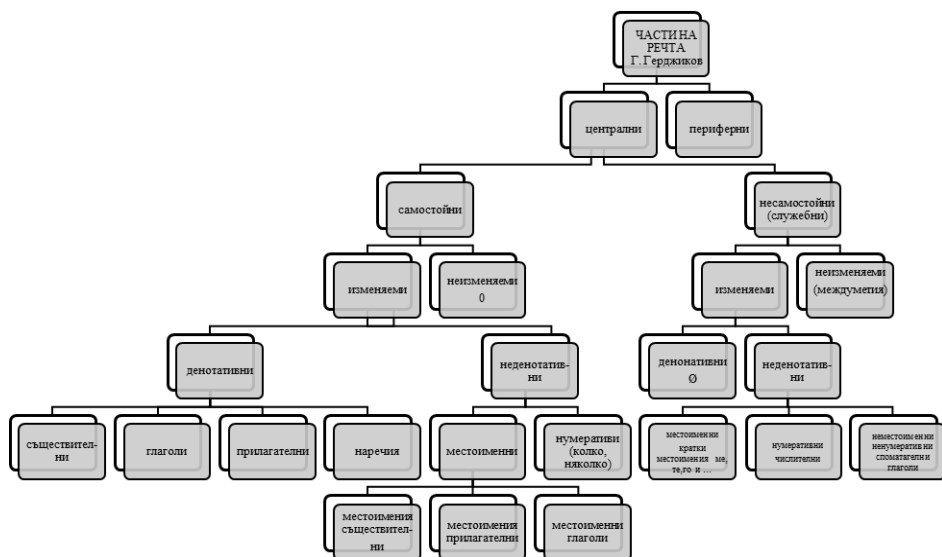 ЧАСТИ НА
РЕЧТА
Г. Герджиков
централни
периферни
самостойни
несамостойни
(служебни)
изменяеми
неизменяеми
0
изменяеми
неизменяеми
(междуметия)
денотативни
неденотатив-
ни
денонативни
Ø
неденотатив-
ни
съществител-
ни
глаголи
прилагателни
наречия
местоименни
нумеративи
(колко,
няколко)
местоименни
кратки
местоимения ме,
те,го и ...
нумеративни
числителни
неместоименни
ненумеративни
спомагателни
глаголи
местоимения
съществител-
ни
местоимения
прилагателни
местоименни
глаголи